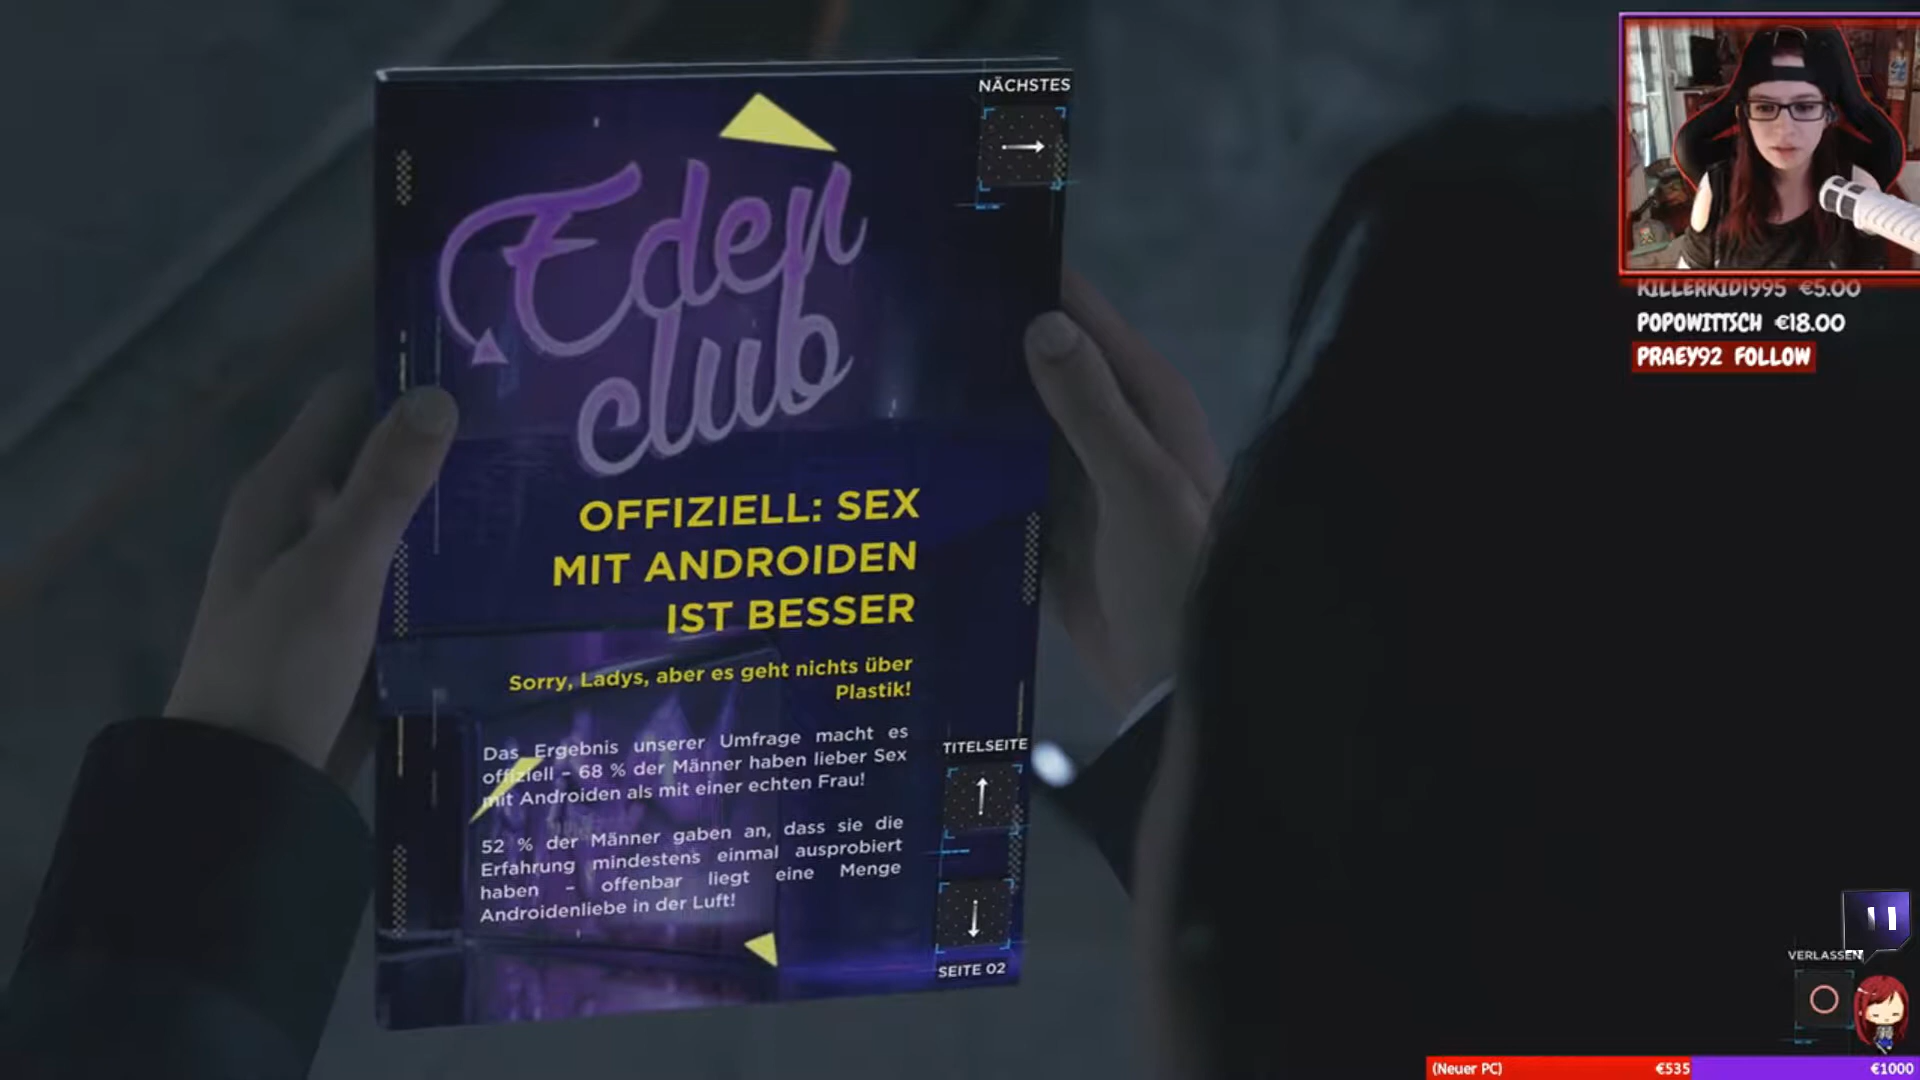 NÄCHSTES
Eden
club
OFFIZIELL: SEX
MIT ANDROIDEN
IST BESSER
Sorry, Ladys, aber es geht nichts über
Plastik!
Das Ergebnis unserer Umfrage macht es
offiziell – 68 % der Männer haben lieber Sex
mit Androiden als mit einer echten Frau!
52 % der Männer gaben an, dass sie die
Erfahrung mindestens einmal ausprobiert
haben – offenbar liegt eine Menge
Androidenliebe in der Luft!
TITELSEITE
SEITE 02
KILLERKID1995 €5.00
POPOWITTSCH €18.00
PRAEY92 FOLLOW
VERLASSEN
(Neuer PC) €535 €1000